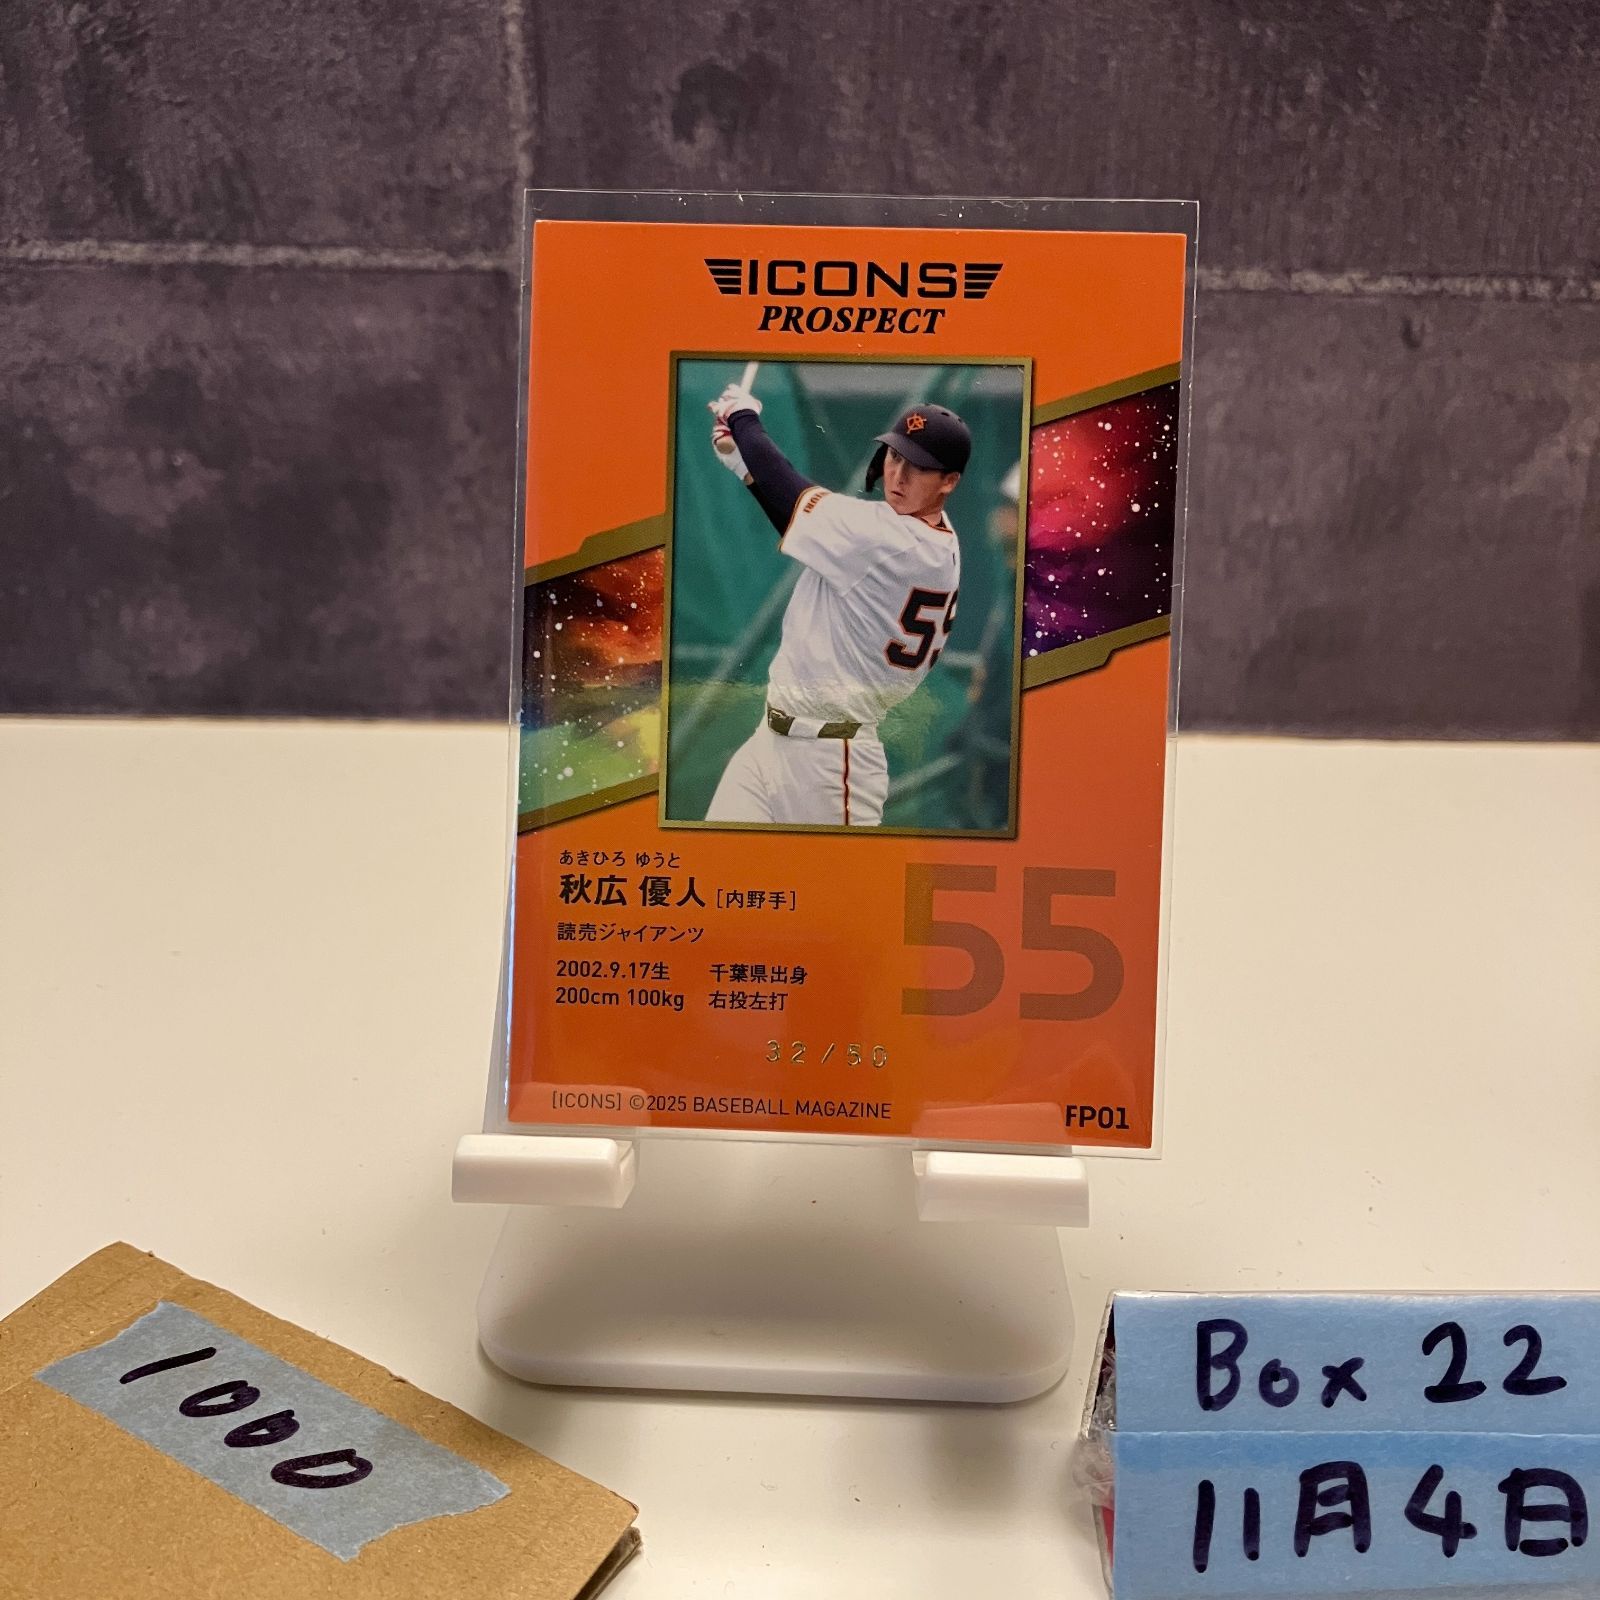 ICONS
PROSPECT
あきひろ ゆうと
秋広 優人 [内野手]
読売ジャイアンツ
2002.9.17生 千葉県出身
200cm 100kg 右投左打
55
32/50
[ICONS] ©2025 BASEBALL MAGAZINE
FP01
1000
Box 22
11月4日